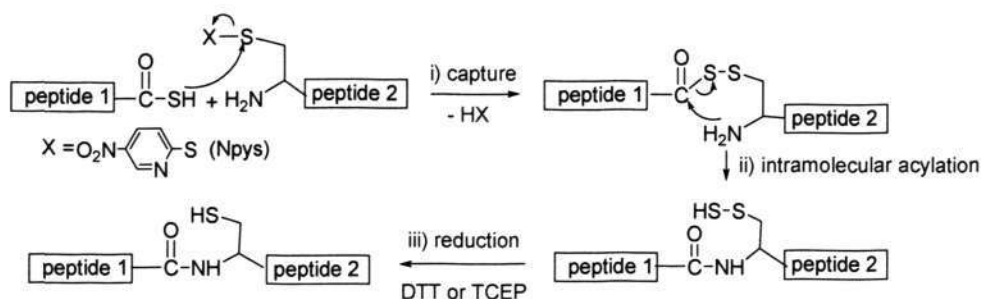 X–S
O
peptide 1 –C–SH + H₂N peptide 2
X = O₂N N S (Npys)
i) capture
- HX
O
peptide 1 C S–S
H₂N peptide 2
ii) intramolecular acylation
HS–S
O
peptide 1 –C–NH peptide 2
iii) reduction
DTT or TCEP
HS
O
peptide 1 –C–NH peptide 2